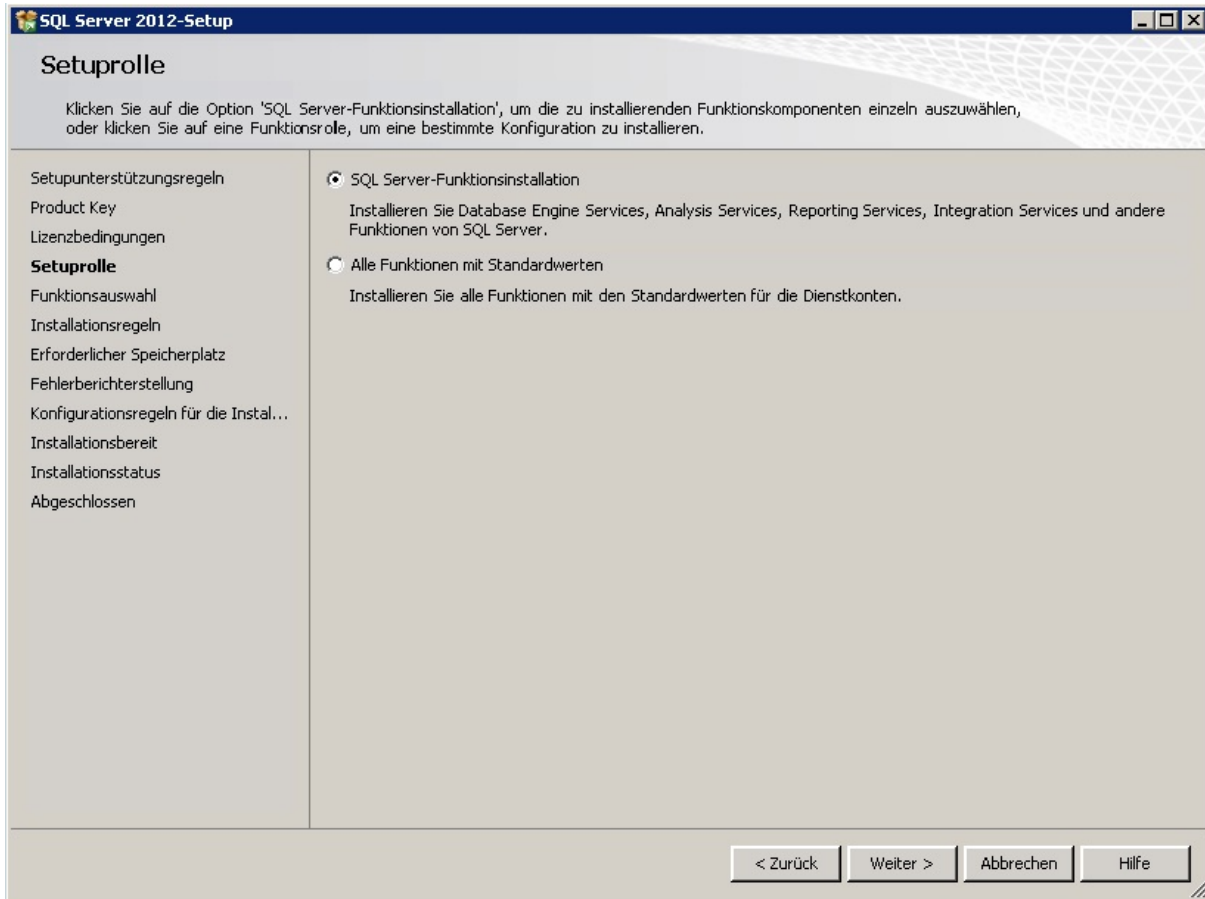 SQL Server 2012-Setup
Setuprolle
Klicken Sie auf die Option 'SQL Server-Funktionsinstallation', um die zu installierenden Funktionskomponenten einzeln auszuwählen,
oder klicken Sie auf eine Funktionsrolle, um eine bestimmte Konfiguration zu installieren.
Setupunterstützungsregeln
Product Key
Lizenzbedingungen
Setuprolle
Funktionsauswahl
Installationsregeln
Erforderlicher Speicherplatz
Fehlerberichterstellung
Konfigurationsregeln für die Instal...
Installationsbereit
Installationsstatus
Abgeschlossen
SQL Server-Funktionsinstallation
Installieren Sie Database Engine Services, Analysis Services, Reporting Services, Integration Services und andere
Funktionen von SQL Server.
Alle Funktionen mit Standardwerten
Installieren Sie alle Funktionen mit den Standardwerten für die Dienstkonten.
< Zurück
Weiter >
Abbrechen
Hilfe